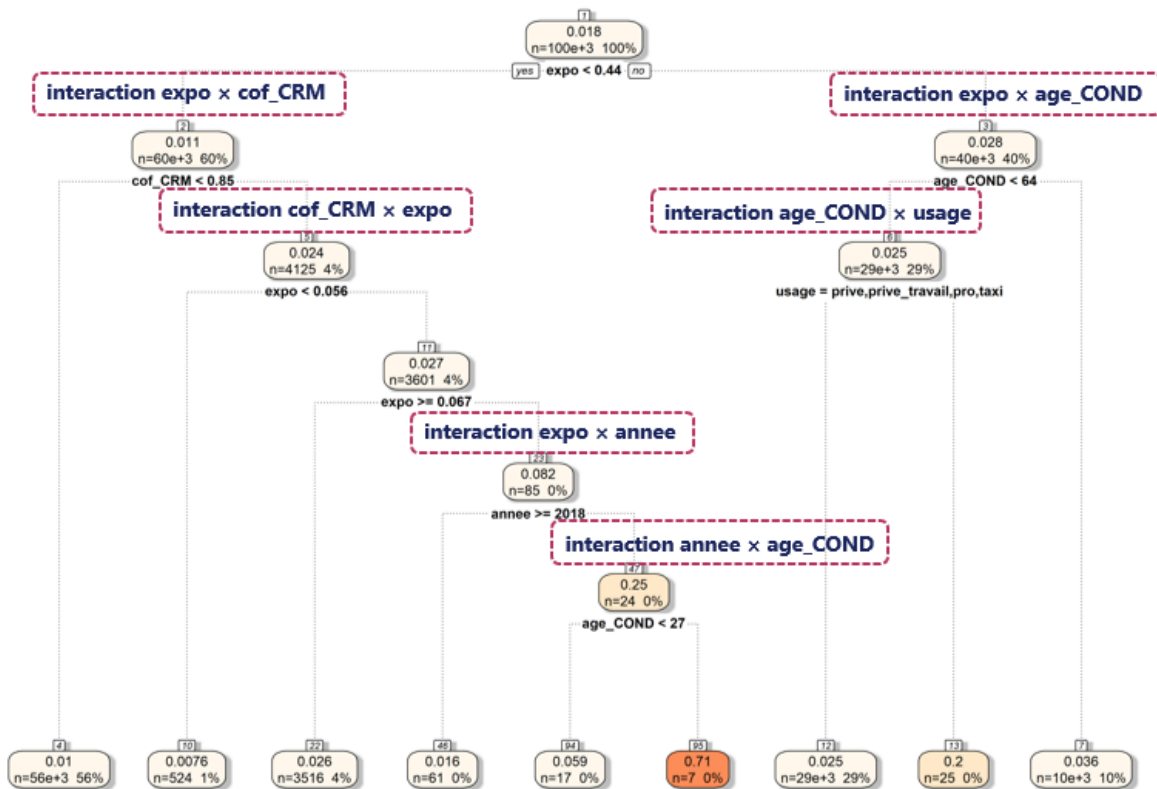 1
0.018
n=100e+3 100%
yes expo < 0.44 no
interaction expo × cof_CRM
interaction expo × age_COND
2
0.011
n=60e+3 60%
cof_CRM < 0.85
3
0.028
n=40e+3 40%
age_COND < 64
interaction cof_CRM × expo
interaction age_COND × usage
5
0.024
n=4125 4%
expo < 0.056
6
0.025
n=29e+3 29%
usage = prive,prive_travail,pro,taxi
11
0.027
n=3601 4%
expo >= 0.067
interaction expo × annee
23
0.082
n=85 0%
annee >= 2018
interaction annee × age_COND
47
0.25
n=24 0%
age_COND < 27
4
0.01
n=56e+3 56%
10
0.0076
n=524 1%
22
0.026
n=3516 4%
46
0.016
n=61 0%
94
0.059
n=17 0%
95
0.71
n=7 0%
12
0.025
n=29e+3 29%
13
0.2
n=25 0%
7
0.036
n=10e+3 10%